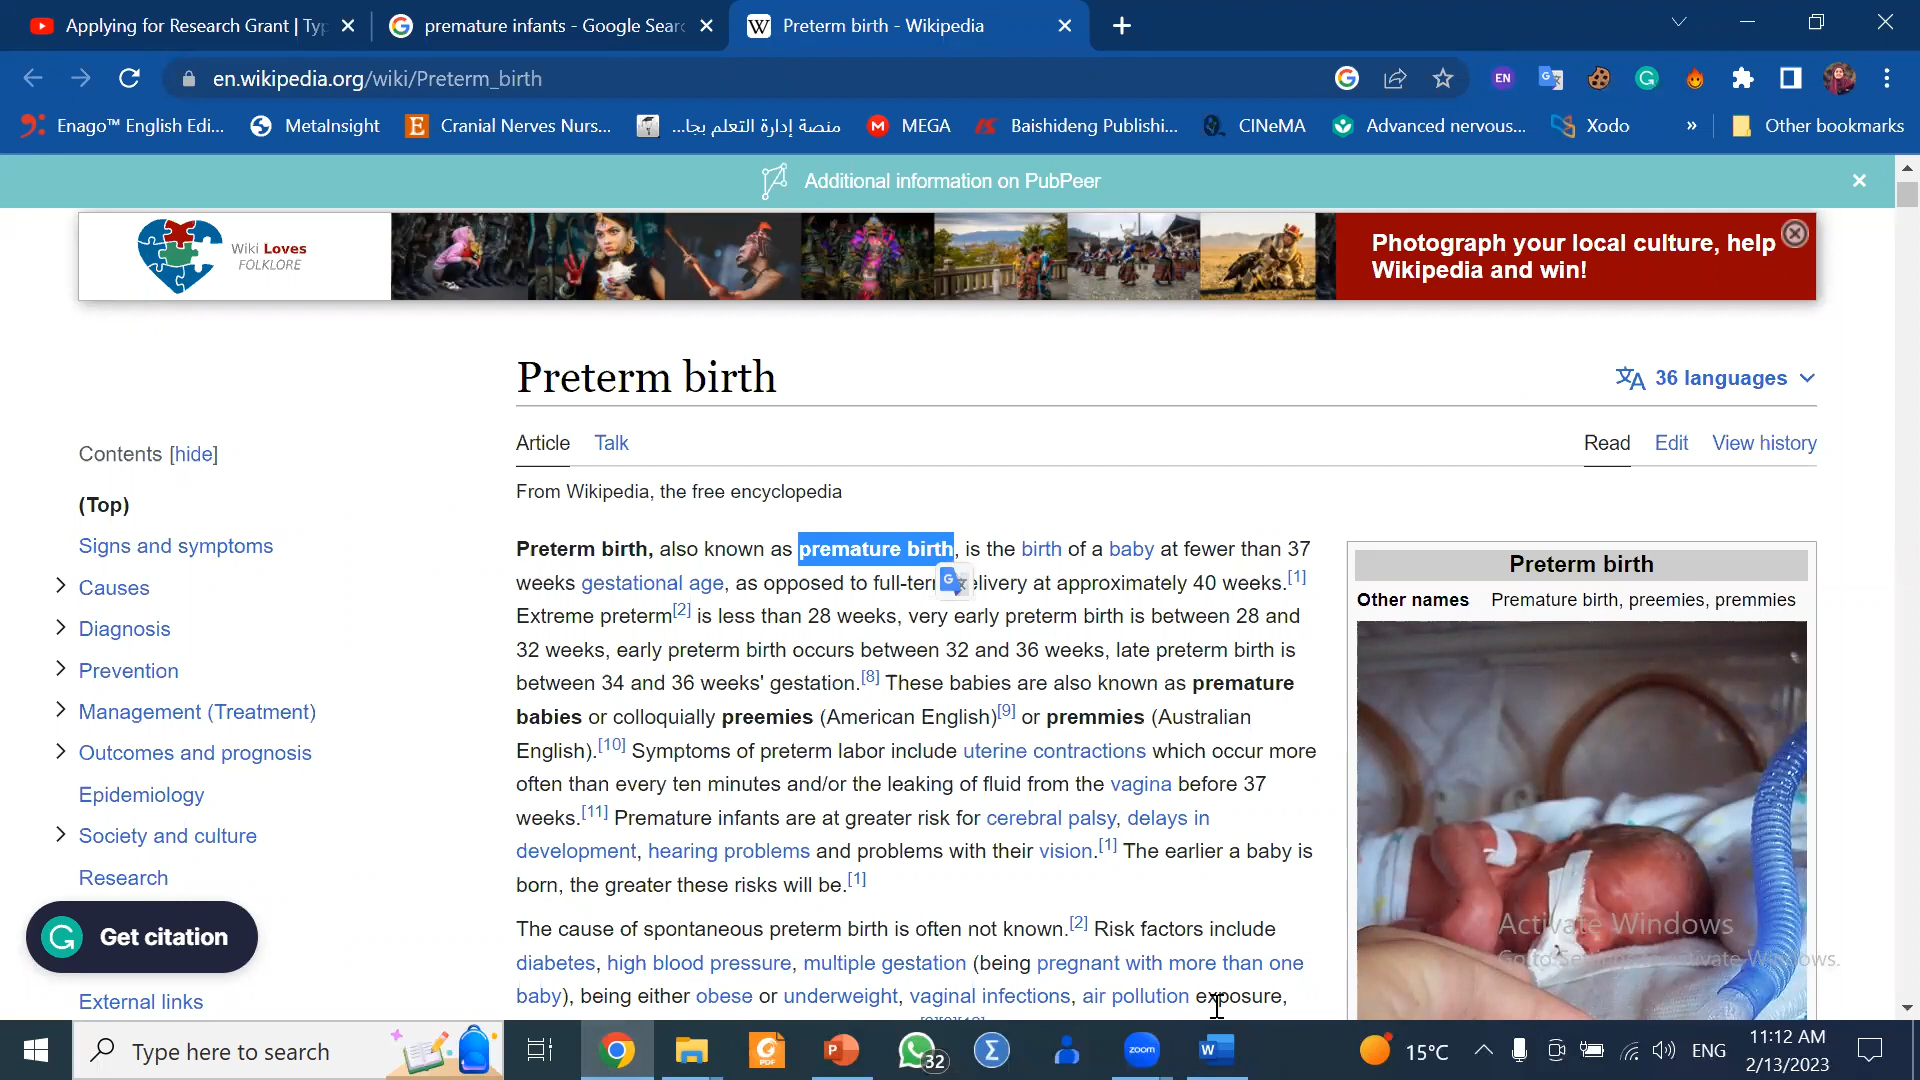 Applying for Research Grant | Typ
premature infants - Google Searc
Preterm birth - Wikipedia
en.wikipedia.org/wiki/Preterm_birth
EN
Enago™ English Edi...
MetaInsight
Cranial Nerves Nurs...
منصة إدارة التعلم بجا...
MEGA
Baishideng Publishi...
CINeMA
Advanced nervous...
Xodo
»
Other bookmarks
Additional information on PubPeer
Wiki Loves
FOLKLORE
Photograph your local culture, help
Wikipedia and win!
Preterm birth
36 languages
Contents [hide]
(Top)
Signs and symptoms
Causes
Diagnosis
Prevention
Management (Treatment)
Outcomes and prognosis
Epidemiology
Society and culture
Research
External links
Get citation
Article Talk
Read Edit View history
From Wikipedia, the free encyclopedia
Preterm birth, also known as premature birth, is the birth of a baby at fewer than 37
weeks gestational age, as opposed to full-term delivery at approximately 40 weeks.[1]
Extreme preterm[2] is less than 28 weeks, very early preterm birth is between 28 and
32 weeks, early preterm birth occurs between 32 and 36 weeks, late preterm birth is
between 34 and 36 weeks' gestation.[8] These babies are also known as premature
babies or colloquially preemies (American English)[9] or premmies (Australian
English).[10] Symptoms of preterm labor include uterine contractions which occur more
often than every ten minutes and/or the leaking of fluid from the vagina before 37
weeks.[11] Premature infants are at greater risk for cerebral palsy, delays in
development, hearing problems and problems with their vision.[1] The earlier a baby is
born, the greater these risks will be.[1]
The cause of spontaneous preterm birth is often not known.[2] Risk factors include
diabetes, high blood pressure, multiple gestation (being pregnant with more than one
baby), being either obese or underweight, vaginal infections, air pollution exposure,
Preterm birth
Other names Premature birth, preemies, premmies
Activate Windows
Go to Settings to activate Windows.
Type here to search
PDF
32
zoom
15°C
ENG
11:12 AM
2/13/2023